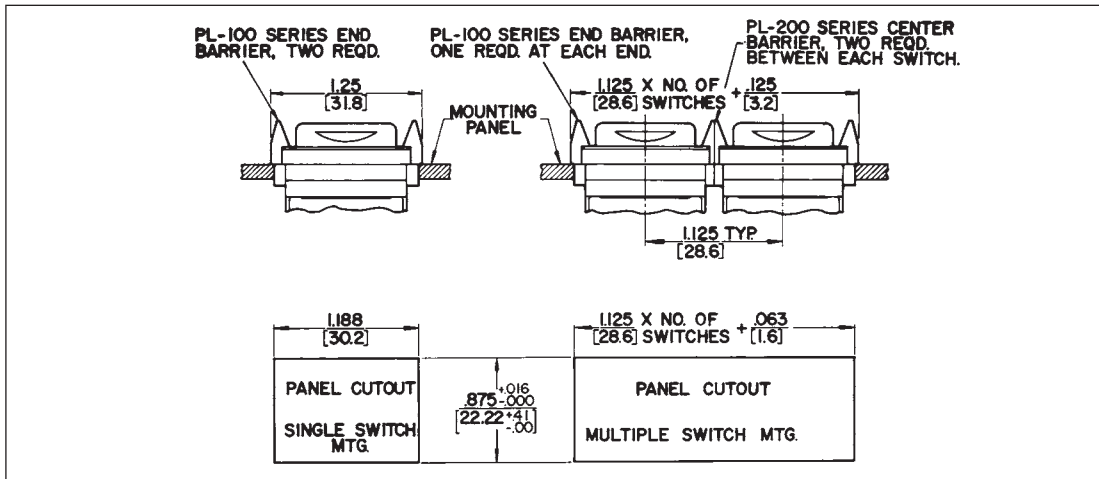 PL-100 SERIES END
BARRIER, TWO REQD.
PL-100 SERIES END BARRIER,
ONE REQD. AT EACH END.
PL-200 SERIES CENTER
BARRIER, TWO REQD.
BETWEEN EACH SWITCH.
1.25
[31.8]
MOUNTING
PANEL
1.125 X NO. OF + .125
[28.6] SWITCHES [3.2]
1.125 TYP.
[28.6]
1.188
[30.2]
1.125 X NO. OF + .063
[28.6] SWITCHES [1.6]
PANEL CUTOUT
SINGLE SWITCH
MTG.
.875 +.016 -.000
[22.22 +.41 -.00]
PANEL CUTOUT
MULTIPLE SWITCH MTG.